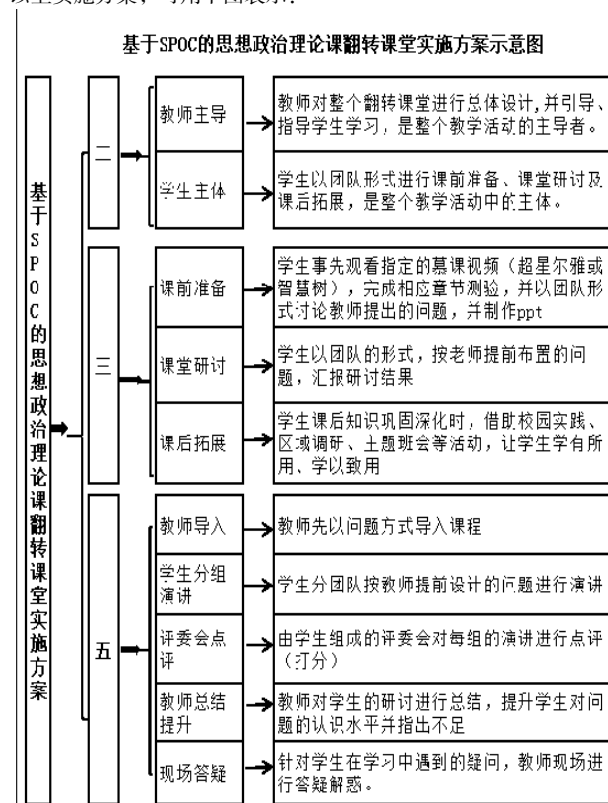 基于SPOC的思想政治理论课翻转课堂实施方案示意图
基于SPOC的思想政治理论课翻转课堂实施方案
二
教师主导
教师对整个翻转课堂进行总体设计,并引导、
指导学生学习，是整个教学活动的主导者。
学生主体
学生以团队形式进行课前准备、课堂研讨及
课后拓展，是整个教学活动中的主体。
三
课前准备
学生事先观看指定的慕课视频（超星尔雅或
智慧树），完成相应章节测验，并以团队形
式讨论教师提出的问题，并制作ppt
课堂研讨
学生以团队的形式，按老师提前布置的问
题，汇报研讨结果
课后拓展
学生课后知识巩固深化时，借助校园实践、
区域调研、主题班会等活动，让学生学有所
用、学以致用
五
教师导入
教师先以问题方式导入课程
学生分组
演讲
学生分团队按教师提前设计的问题进行演讲
评委会点
评
由学生组成的评委会对每组的演讲进行点评
（打分）
教师总结
提升
教师对学生的研讨进行总结，提升学生对问
题的认识水平并指出不足
现场答疑
针对学生在学习中遇到的疑问，教师现场进
行答疑解惑。